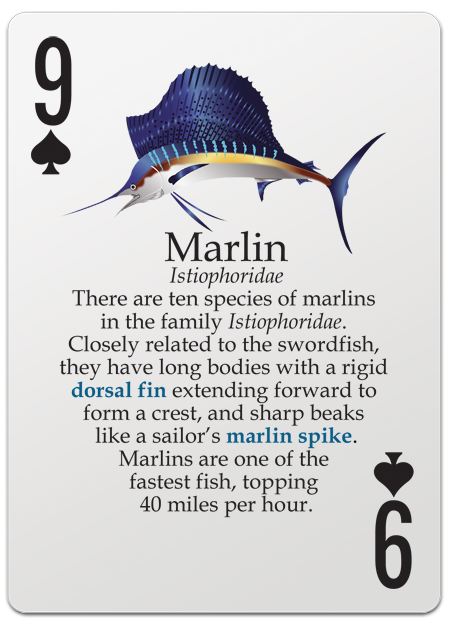 9
Marlin
Istiophoridae
There are ten species of marlins
in the family Istiophoridae.
Closely related to the swordfish,
they have long bodies with a rigid
dorsal fin extending forward to
form a crest, and sharp beaks
like a sailor's marlin spike.
Marlins are one of the
fastest fish, topping
40 miles per hour.
9